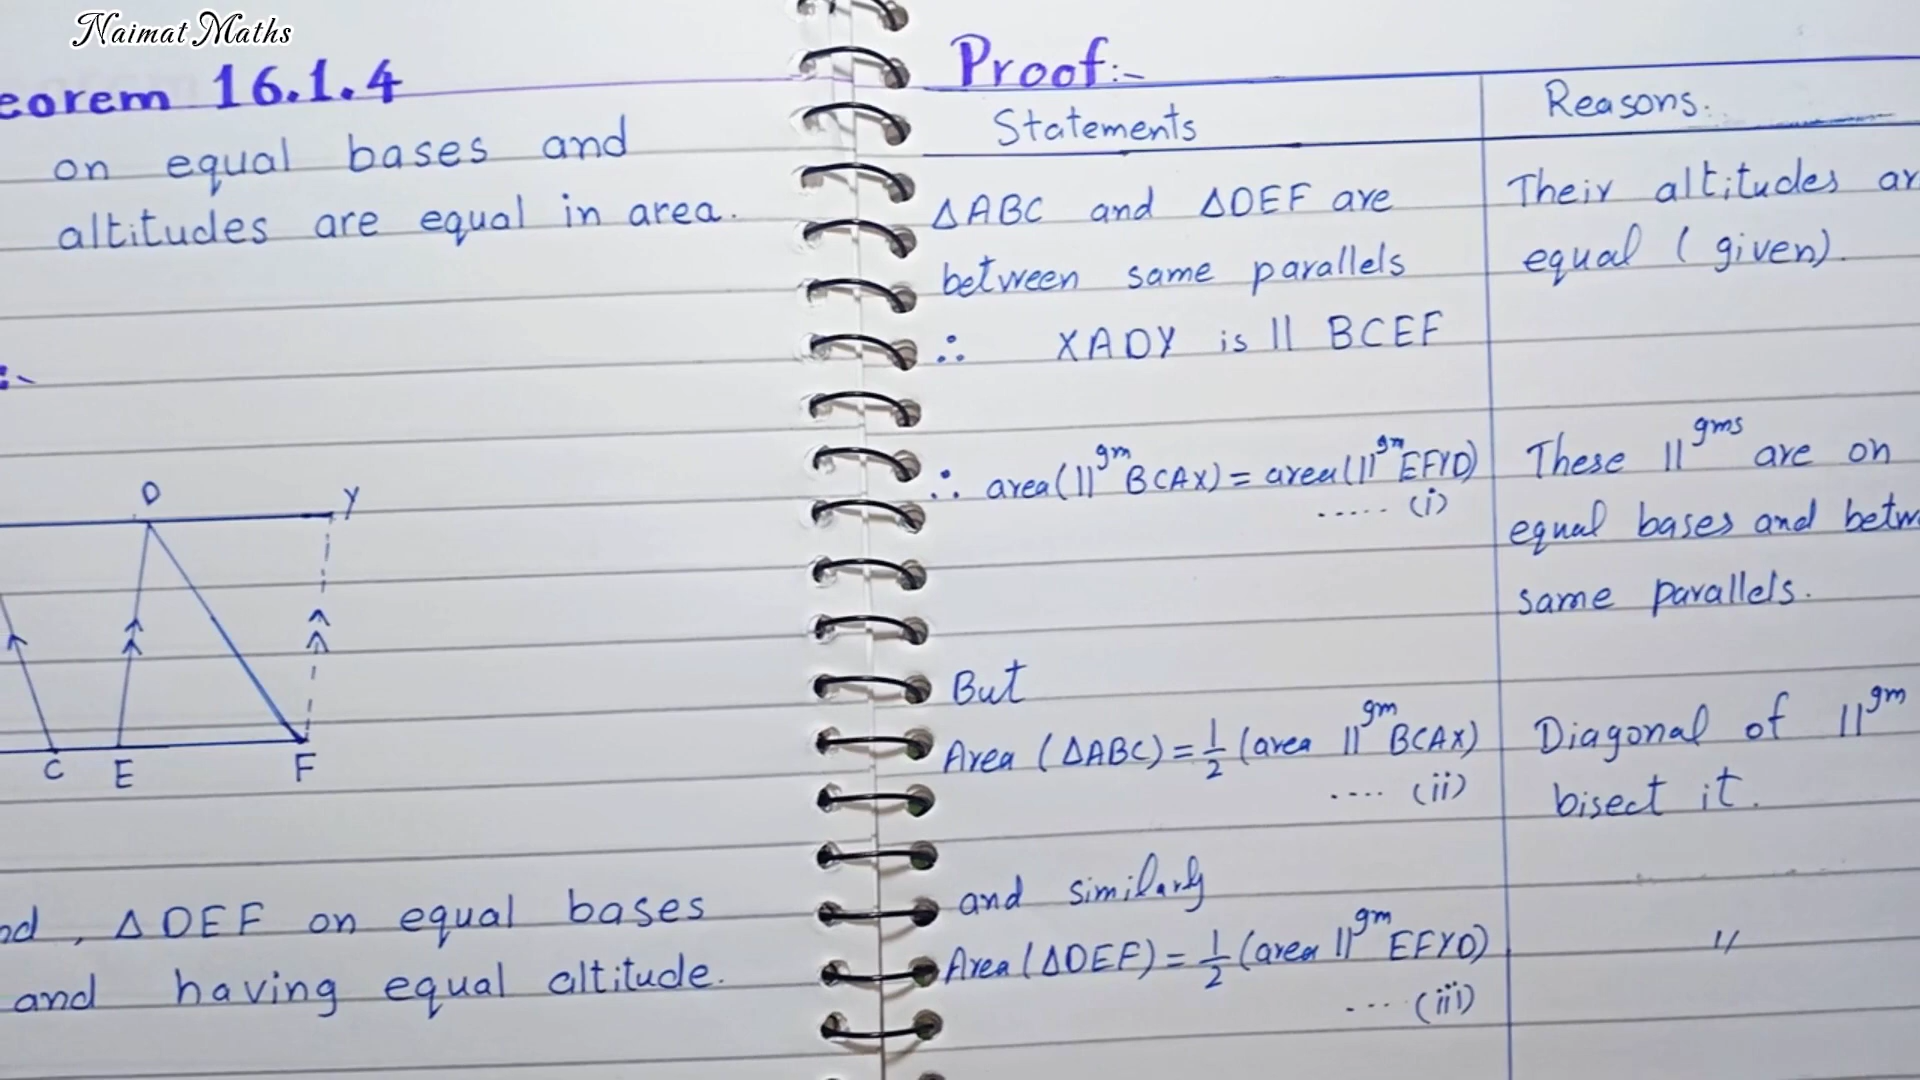 Naimat Maths
eorem 16.1.4
on equal bases and
altitudes are equal in area.
:-
D Y
C E F
, ΔDEF on equal bases
and having equal altitude.
Proof:-
Statements
ΔABC and ΔDEF are
between same parallels
∴ XADY is || BCEF
∴ area(||gm BCAX) = area(||gm EFYD)
..... (i)
But
Area (ΔABC) = 1/2 (area ||gm BCAX)
.... (ii)
and similarly
Area (ΔDEF) = 1/2 (area ||gm EFYD)
.... (iii)
Reasons.
Their altitudes ar
equal (given).
These ||gms are on
equal bases and betw
same parallels.
Diagonal of ||gm
bisect it.
"